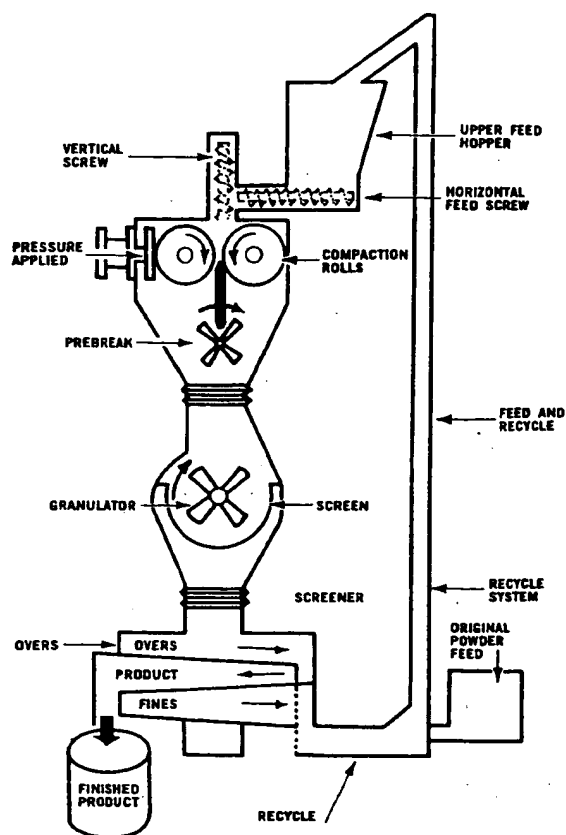 UPPER FEED
HOPPER
VERTICAL
SCREW
HORIZONTAL
FEED SCREW
PRESSURE
APPLIED
COMPACTION
ROLLS
PREBREAK
FEED AND
RECYCLE
GRANULATOR
SCREEN
SCREENER
RECYCLE
SYSTEM
ORIGINAL
POWDER
FEED
OVERS
OVERS
PRODUCT
FINES
FINISHED
PRODUCT
RECYCLE